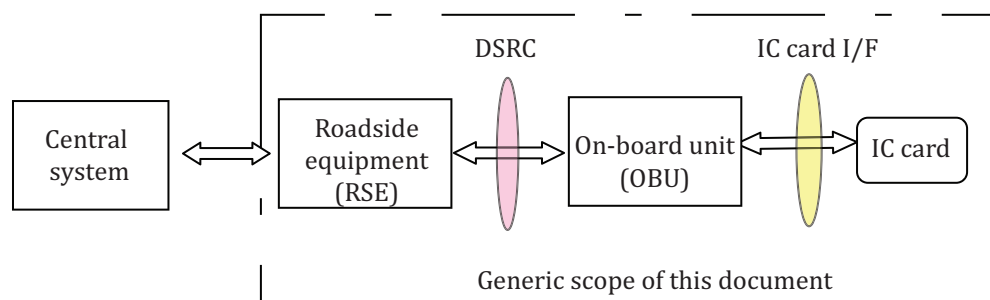 DSRC
IC card I/F
Central
system
Roadside
equipment
(RSE)
On-board unit
(OBU)
IC card
Generic scope of this document